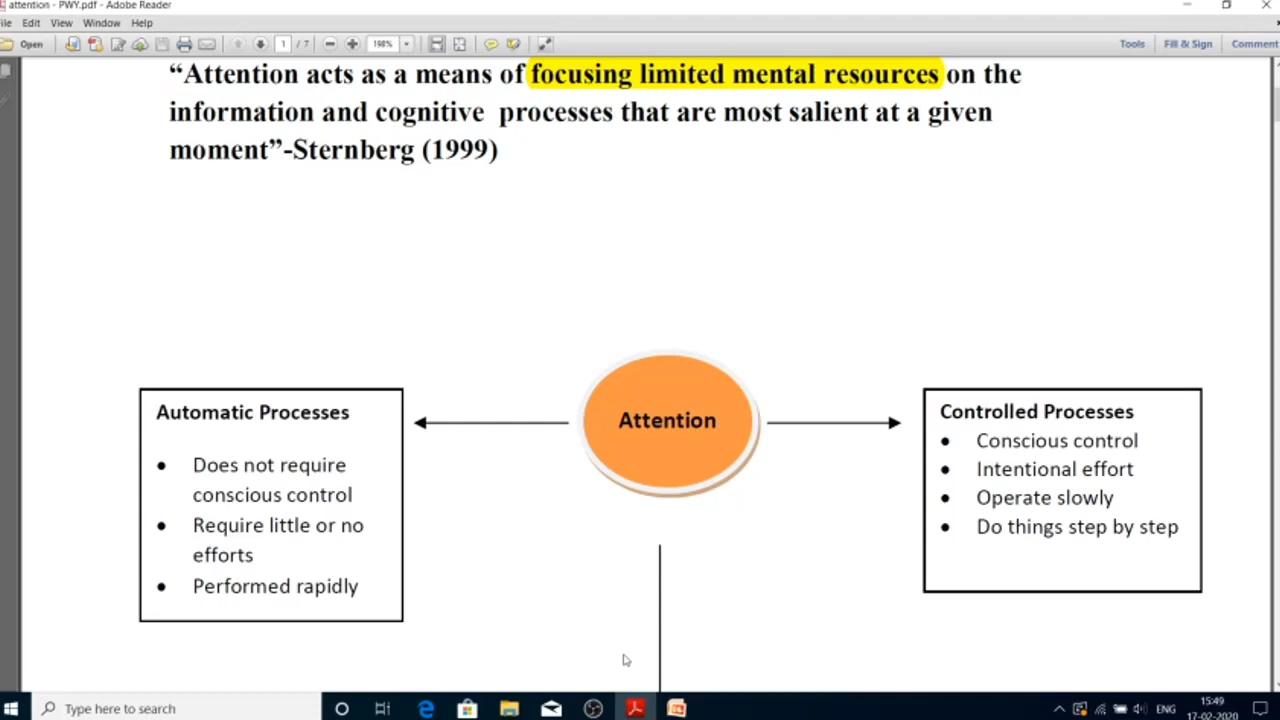 attention - PWY.pdf - Adobe Reader
File Edit View Window Help
Open 1 / 7 198% Tools Fill & Sign Comment
“Attention acts as a means of focusing limited mental resources on the
information and cognitive processes that are most salient at a given
moment”-Sternberg (1999)
Attention
Automatic Processes
• Does not require
conscious control
• Require little or no
efforts
• Performed rapidly
Controlled Processes
• Conscious control
• Intentional effort
• Operate slowly
• Do things step by step
Type here to search
ENG
15:49
17-02-2020